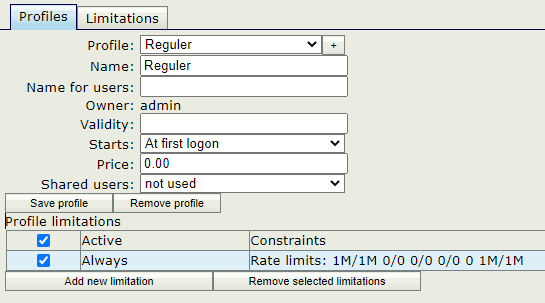 Profiles Limitations
Profile: Reguler +
Name: Reguler
Name for users:
Owner: admin
Validity:
Starts: At first logon
Price: 0.00
Shared users: not used
Save profile Remove profile
Profile limitations
Active Constraints
Always Rate limits: 1M/1M 0/0 0/0 0/0 0 1M/1M
Add new limitation Remove selected limitations